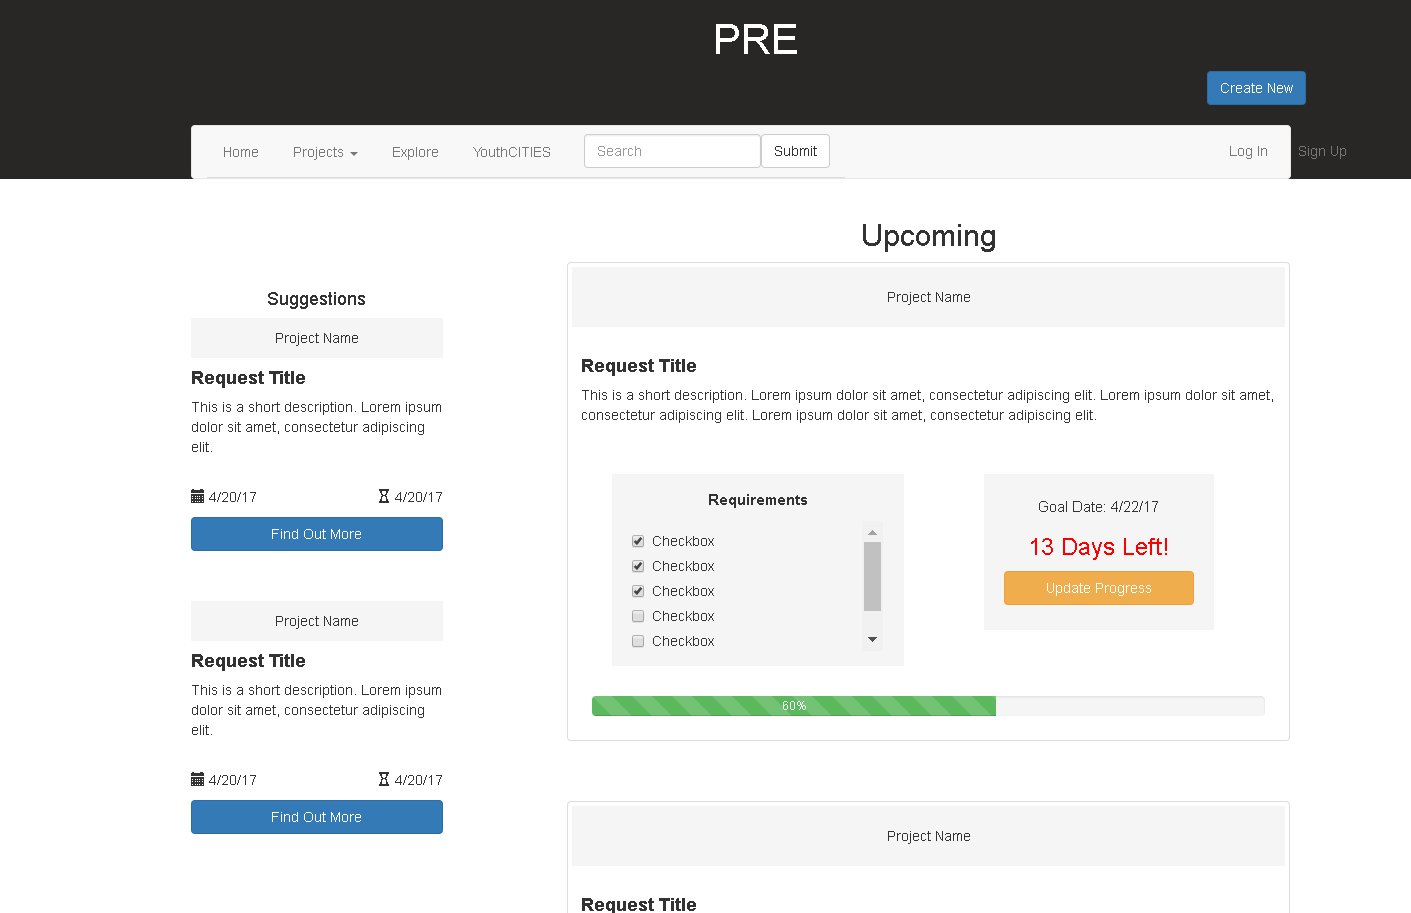 PRE
Create New
Home Projects Explore YouthCITIES Search Submit Log In Sign Up
Suggestions
Project Name
Request Title
This is a short description. Lorem ipsum
dolor sit amet, consectetur adipiscing
elit.
4/20/17 4/20/17
Find Out More
Project Name
Request Title
This is a short description. Lorem ipsum
dolor sit amet, consectetur adipiscing
elit.
4/20/17 4/20/17
Find Out More
Upcoming
Project Name
Request Title
This is a short description. Lorem ipsum dolor sit amet, consectetur adipiscing elit. Lorem ipsum dolor sit amet,
consectetur adipiscing elit. Lorem ipsum dolor sit amet, consectetur adipiscing elit.
Requirements
Checkbox
Checkbox
Checkbox
Checkbox
Checkbox
Goal Date: 4/22/17
13 Days Left!
Update Progress
60%
Project Name
Request Title